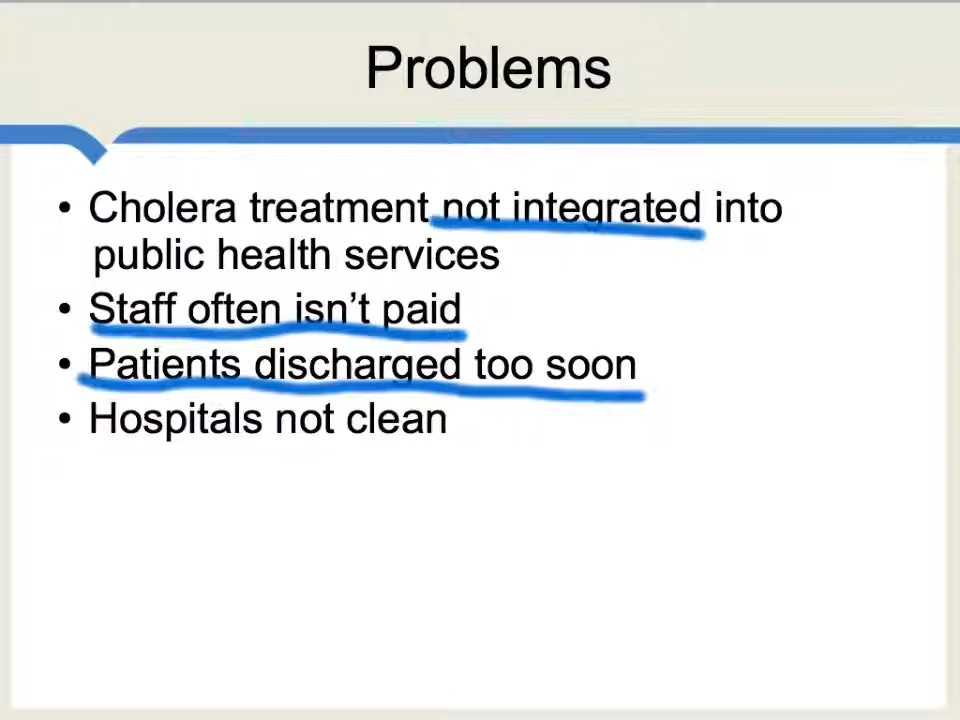 Problems
• Cholera treatment not integrated into
public health services
• Staff often isn’t paid
• Patients discharged too soon
• Hospitals not clean